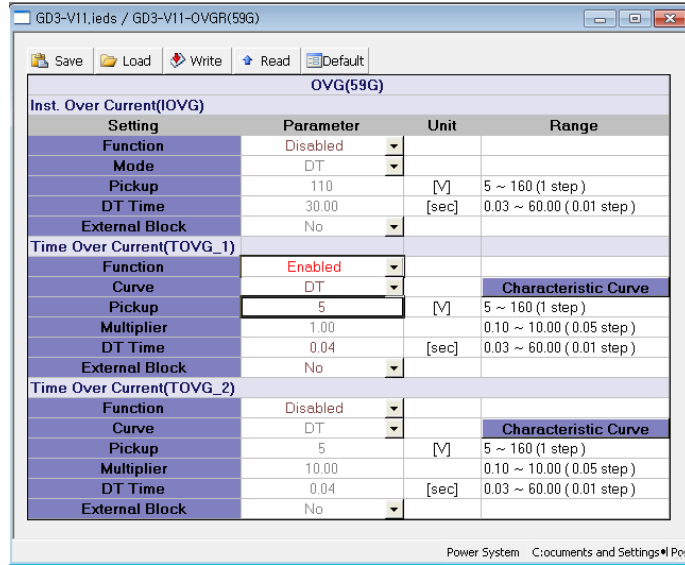 GD3-V11,ieds / GD3-V11-OVGR(59G)
Save Load Write Read Default
OVG(59G)
Inst. Over Current(IOVG)
Setting Parameter Unit Range
Function Disabled
Mode DT
Pickup 110 [V] 5 ~ 160 (1 step )
DT Time 30.00 [sec] 0.03 ~ 60.00 ( 0.01 step )
External Block No
Time Over Current(TOVG_1)
Function Enabled
Curve DT Characteristic Curve
Pickup 5 [V] 5 ~ 160 (1 step )
Multiplier 1.00 0.10 ~ 10.00 ( 0.05 step )
DT Time 0.04 [sec] 0.03 ~ 60.00 ( 0.01 step )
External Block No
Time Over Current(TOVG_2)
Function Disabled
Curve DT Characteristic Curve
Pickup 5 [V] 5 ~ 160 (1 step )
Multiplier 10.00 0.10 ~ 10.00 ( 0.05 step )
DT Time 0.04 [sec] 0.03 ~ 60.00 ( 0.01 step )
External Block No
Power System C:ocuments and Settings